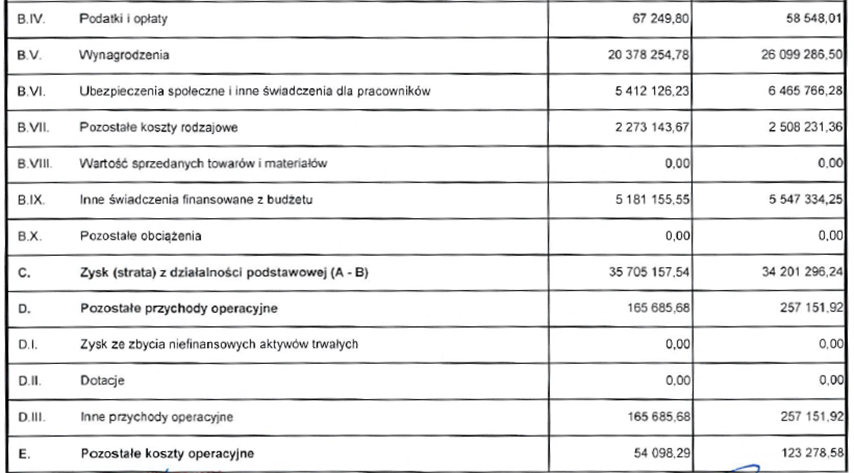 B.IV. Podatki i opłaty 67 249,80 58 548,01
B.V. Wynagrodzenia 20 378 254,78 26 099 286,50
B.VI. Ubezpieczenia społeczne i inne świadczenia dla pracowników 5 412 126,23 6 465 766,28
B.VII. Pozostałe koszty rodzajowe 2 273 143,67 2 508 231,36
B.VIII. Wartość sprzedanych towarów i materiałów 0,00 0,00
B.IX. Inne świadczenia finansowane z budżetu 5 181 155,55 5 547 334,25
B.X. Pozostałe obciążenia 0,00 0,00
C. Zysk (strata) z działalności podstawowej (A - B) 35 705 157,54 34 201 296,24
D. Pozostałe przychody operacyjne 165 685,68 257 151,92
D.I. Zysk ze zbycia niefinansowych aktywów trwałych 0,00 0,00
D.II. Dotacje 0,00 0,00
D.III. Inne przychody operacyjne 165 685,68 257 151,92
E. Pozostałe koszty operacyjne 54 098,29 123 278,58